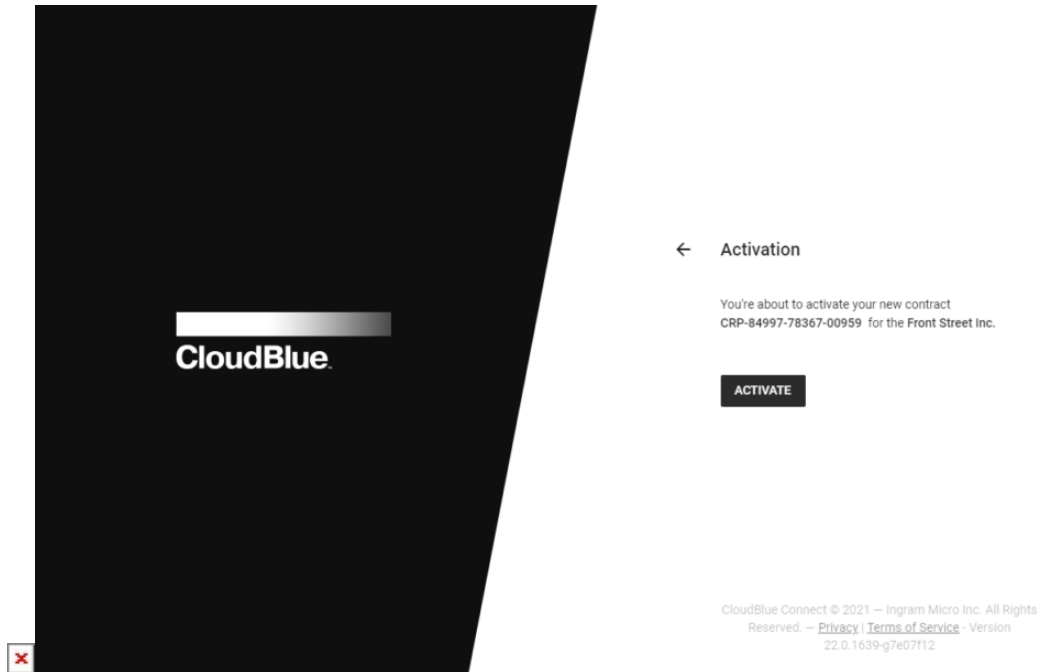 CloudBlue
Activation
You're about to activate your new contract
CRP-84997-78367-00959 for the Front Street Inc.
ACTIVATE
CloudBlue Connect © 2021 — Ingram Micro Inc. All Rights
Reserved. — Privacy | Terms of Service - Version
22.0.1639-g7e07f12